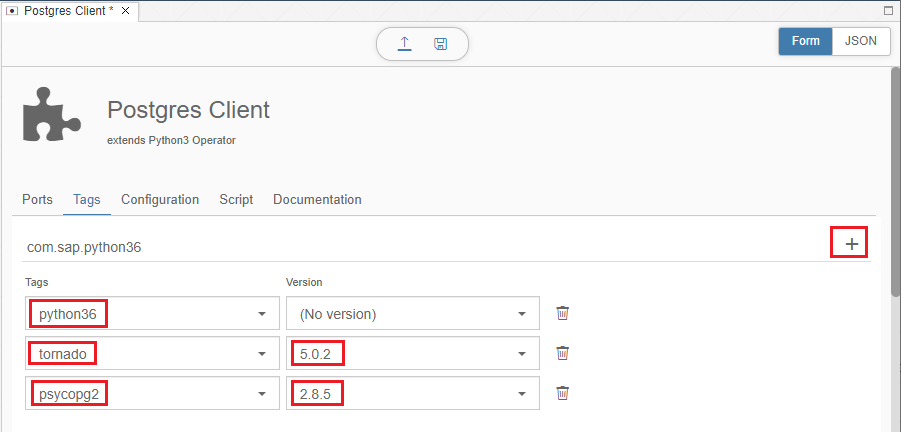 Postgres Client *
Form JSON
Postgres Client
extends Python3 Operator
Ports Tags Configuration Script Documentation
com.sap.python36
Tags Version
python36 (No version)
tornado 5.0.2
psycopg2 2.8.5